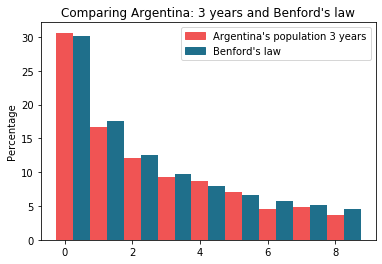 Comparing Argentina: 3 years and Benford's law
Argentina's population 3 years
Benford's law
Percentage
30
25
20
15
10
5
0
0 2 4 6 8